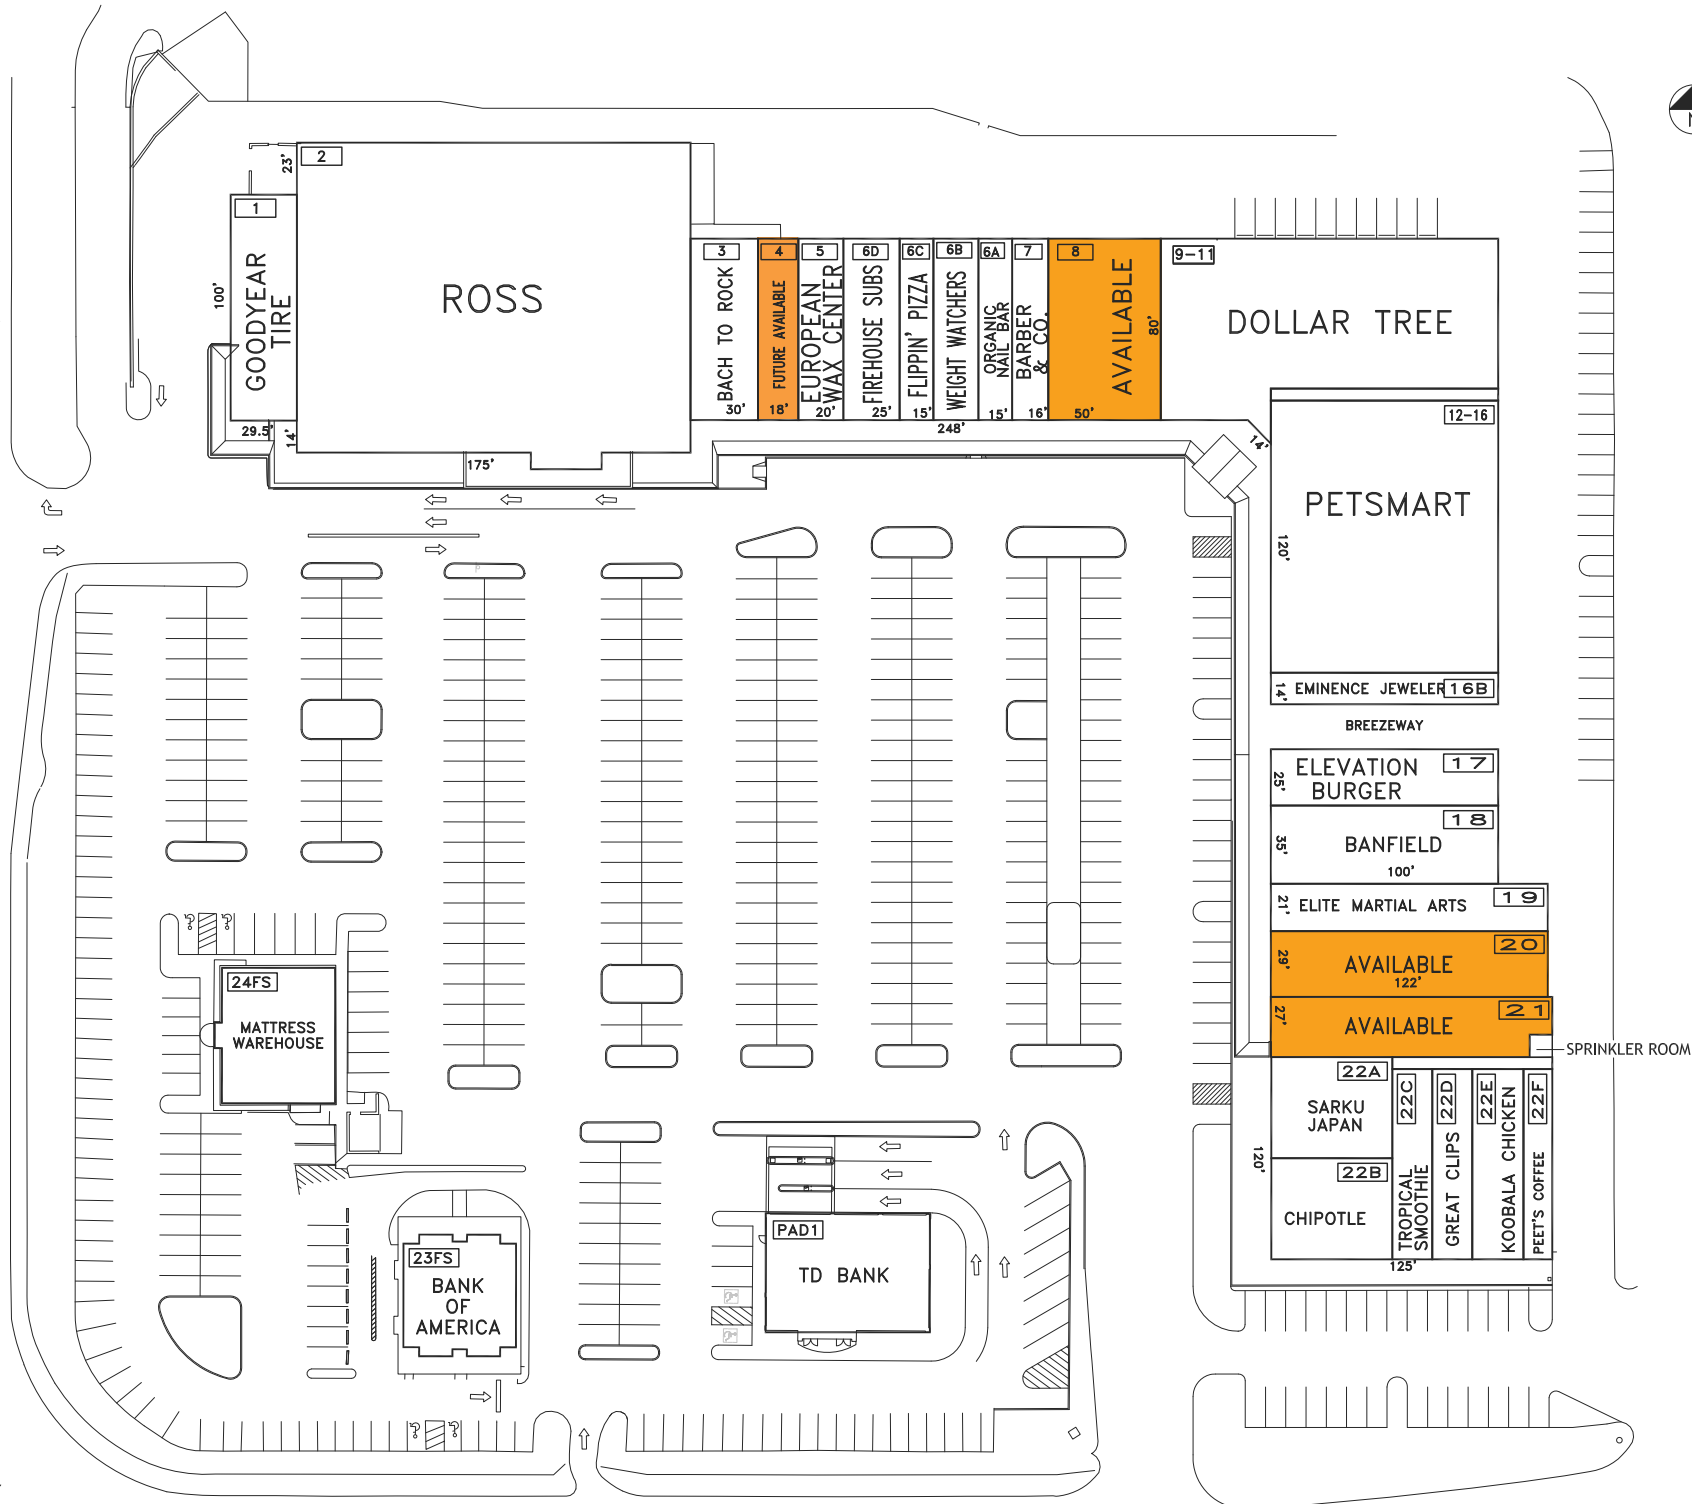 N
2
23'
1
GOODYEAR
TIRE
100'
29.5'
14'
ROSS
175'
3
BACH TO ROCK
30'
4
FUTURE AVAILABLE
18'
5
EUROPEAN
WAX CENTER
20'
6D
FIREHOUSE SUBS
25'
6C
FLIPPIN' PIZZA
15'
6B
WEIGHT WATCHERS
6A
ORGANIC
NAIL BAR
15'
7
BARBER
& CO.
16'
8
AVAILABLE
80'
50'
248'
9-11
DOLLAR TREE
14'
12-16
PETSMART
120'
14'
EMINENCE JEWELER
16B
BREEZEWAY
17
ELEVATION
BURGER
25'
18
BANFIELD
35'
100'
19
ELITE MARTIAL ARTS
21'
20
AVAILABLE
29'
122'
21
AVAILABLE
27'
SPRINKLER ROOM
22A
SARKU
JAPAN
22B
CHIPOTLE
120'
22C
TROPICAL
SMOOTHIE
22D
GREAT CLIPS
22E
KOOBALA CHICKEN
22F
PEET'S COFFEE
125'
24FS
MATTRESS
WAREHOUSE
23FS
BANK
OF
AMERICA
PAD1
TD BANK